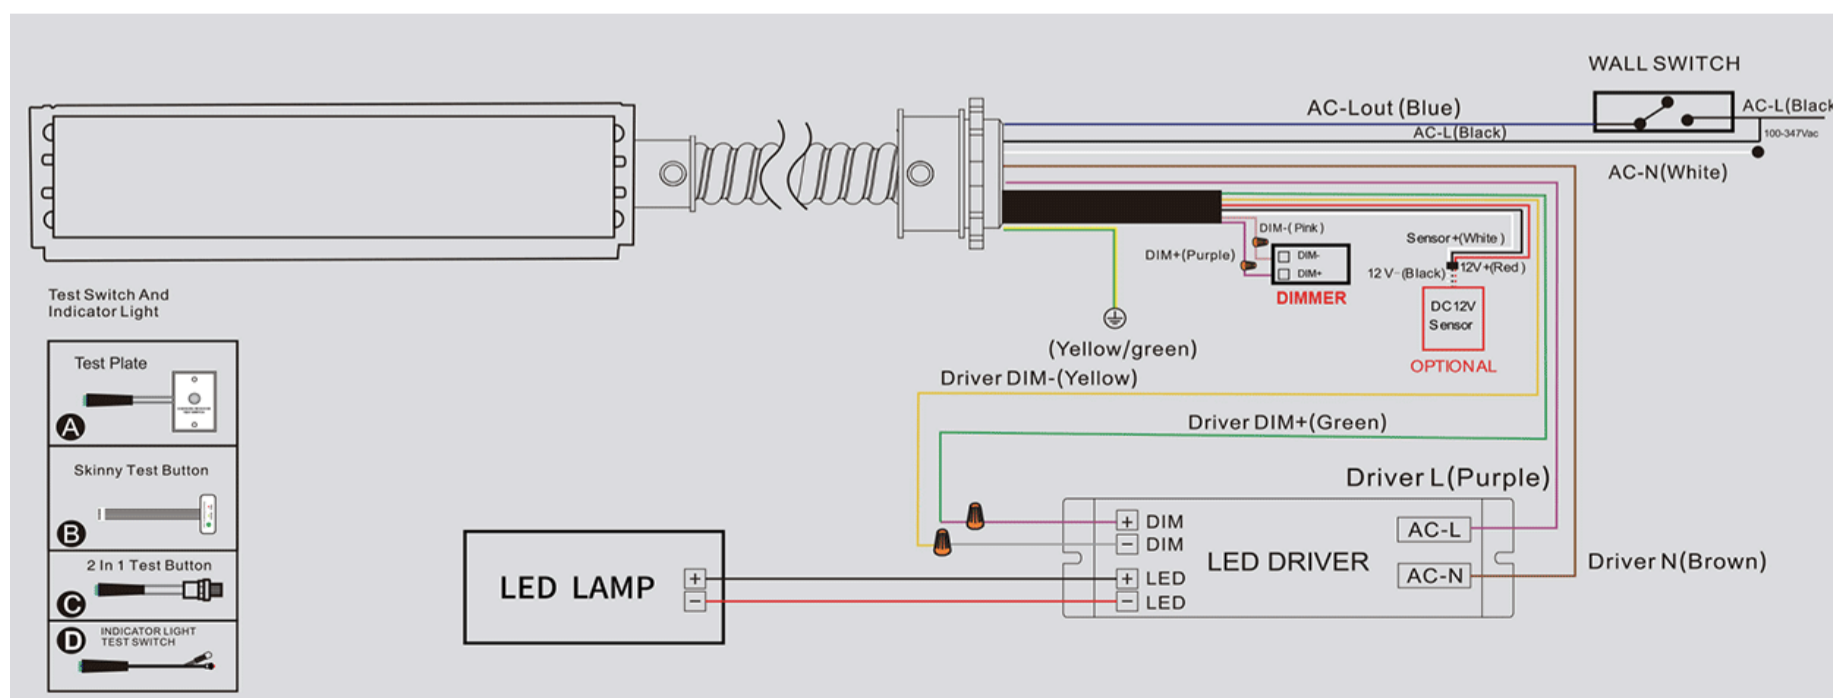 WALL SWITCH
AC-Lout (Blue)
AC-L(Black
AC-L(Black)
100-347Vac
AC-N(White)
DIM-( Pink )
Sensor+(White )
DIM+(Purple)
DIM-
DIM+
12 V-(Black)
12V+(Red )
DIMMER
DC12V
Sensor
OPTIONAL
(Yellow/green)
Driver DIM-(Yellow)
Driver DIM+(Green)
Driver L(Purple)
Test Switch And
Indicator Light
Test Plate
A
Skinny Test Button
B
2 In 1 Test Button
C
D
INDICATOR LIGHT
TEST SWITCH
LED LAMP
+
−
+ DIM
− DIM
+ LED
− LED
LED DRIVER
AC-L
AC-N
Driver N(Brown)